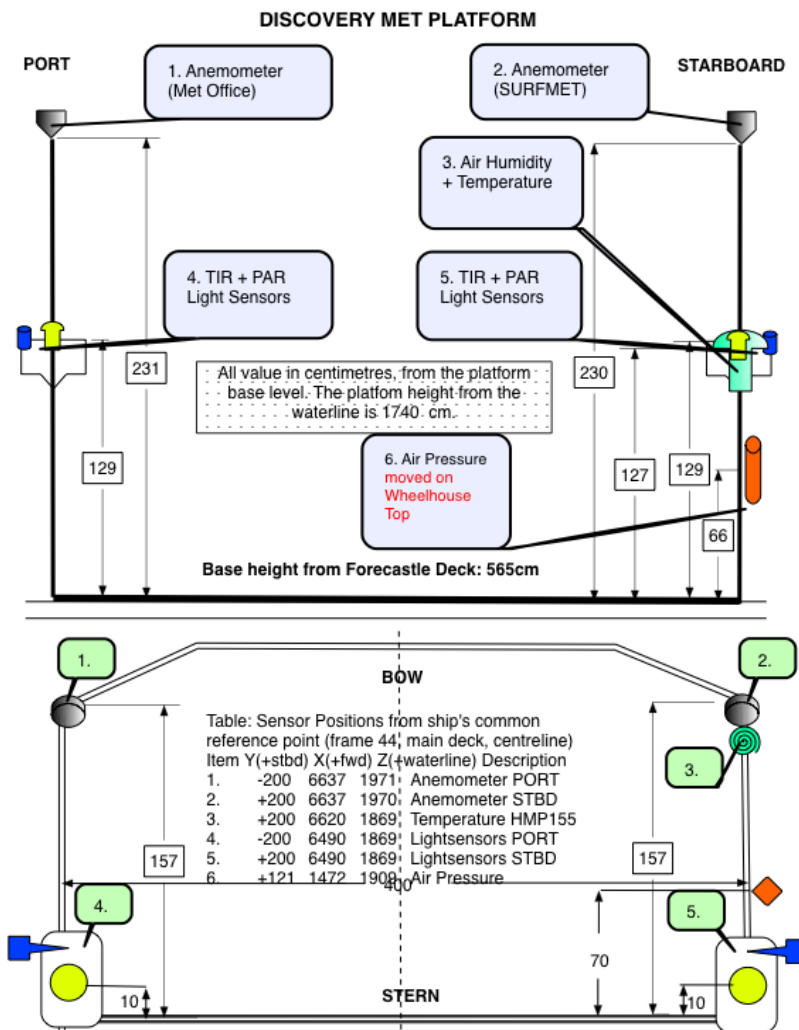 DISCOVERY MET PLATFORM
PORT
STARBOARD
1. Anemometer
(Met Office)
2. Anemometer
(SURFMET)
3. Air Humidity
+ Temperature
4. TIR + PAR
Light Sensors
5. TIR + PAR
Light Sensors
231
230
All value in centimetres, from the platform
base level. The platfom height from the
waterline is 1740 cm.
129
127
129
6. Air Pressure
moved on
Wheelhouse
Top
66
Base height from Forecastle Deck: 565cm
1.
2.
BOW
Table: Sensor Positions from ship's common
reference point (frame 44, main deck, centreline)
Item Y(+stbd) X(+fwd) Z(+waterline) Description
1. -200 6637 1971 Anemometer PORT
2. +200 6637 1970 Anemometer STBD
3. +200 6620 1869 Temperature HMP155
4. -200 6490 1869 Lightsensors PORT
5. +200 6490 1869 Lightsensors STBD
6. +121 1472 1909 Air Pressure
3.
157
157
400
4.
5.
70
10
10
STERN